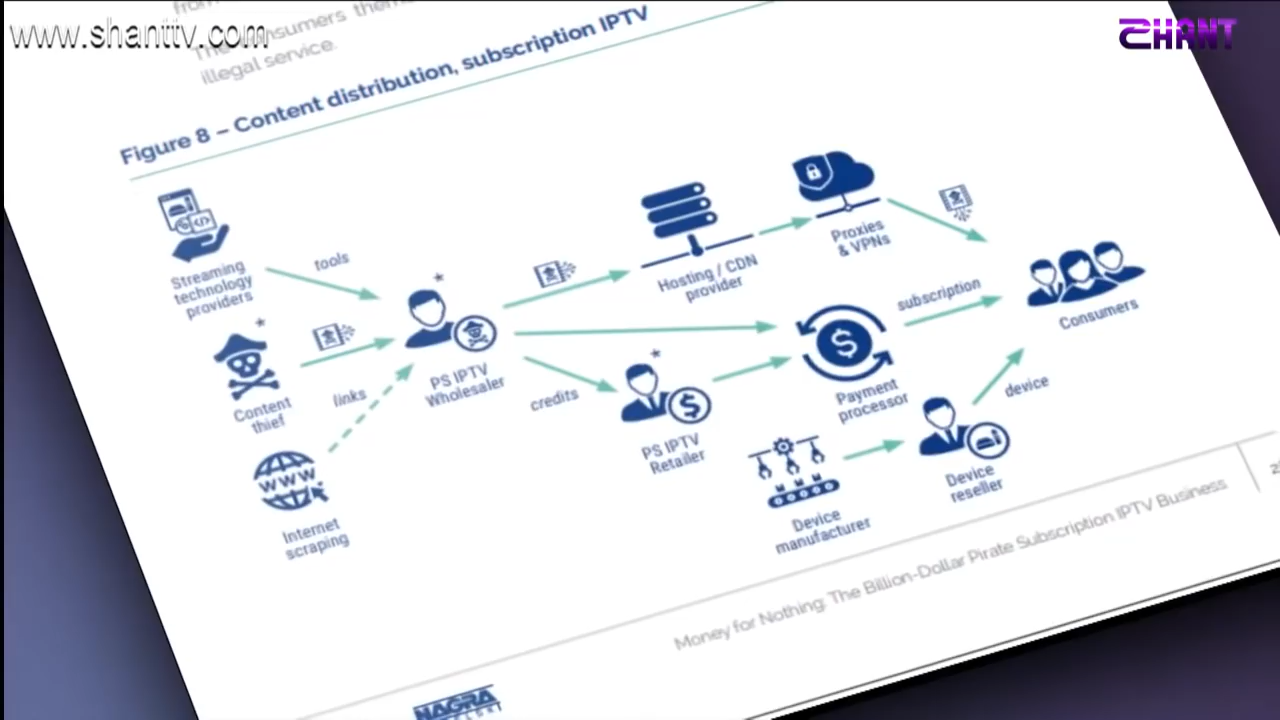 www.shanttv.com
SHANT
illegal service.
Figure 8 – Content distribution, subscription IPTV
Streaming
technology
providers
tools
Content
thief
links
Internet
scraping
WWW
PS IPTV
Wholesaler
credits
Hosting / CDN
provider
Proxies
& VPNs
PS IPTV
Retailer
Payment
processor
subscription
Consumers
Device
manufacturer
Device
reseller
device
Money for Nothing: The Billion-Dollar Pirate Subscription IPTV Business
NAGRA